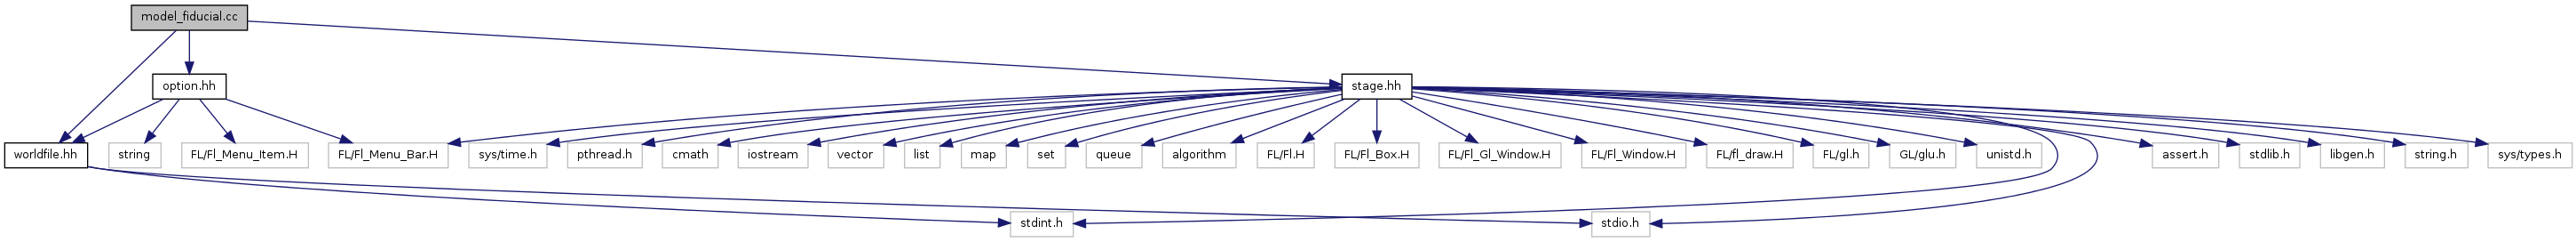 model_fiducial.cc
option.hh
stage.hh
worldfile.hh
string
FL/Fl_Menu_Item.H
FL/Fl_Menu_Bar.H
sys/time.h
pthread.h
cmath
iostream
vector
list
map
set
queue
algorithm
FL/Fl.H
FL/Fl_Box.H
FL/Fl_Gl_Window.H
FL/Fl_Window.H
FL/fl_draw.H
FL/gl.h
GL/glu.h
unistd.h
assert.h
stdlib.h
libgen.h
string.h
sys/types.h
stdint.h
stdio.h